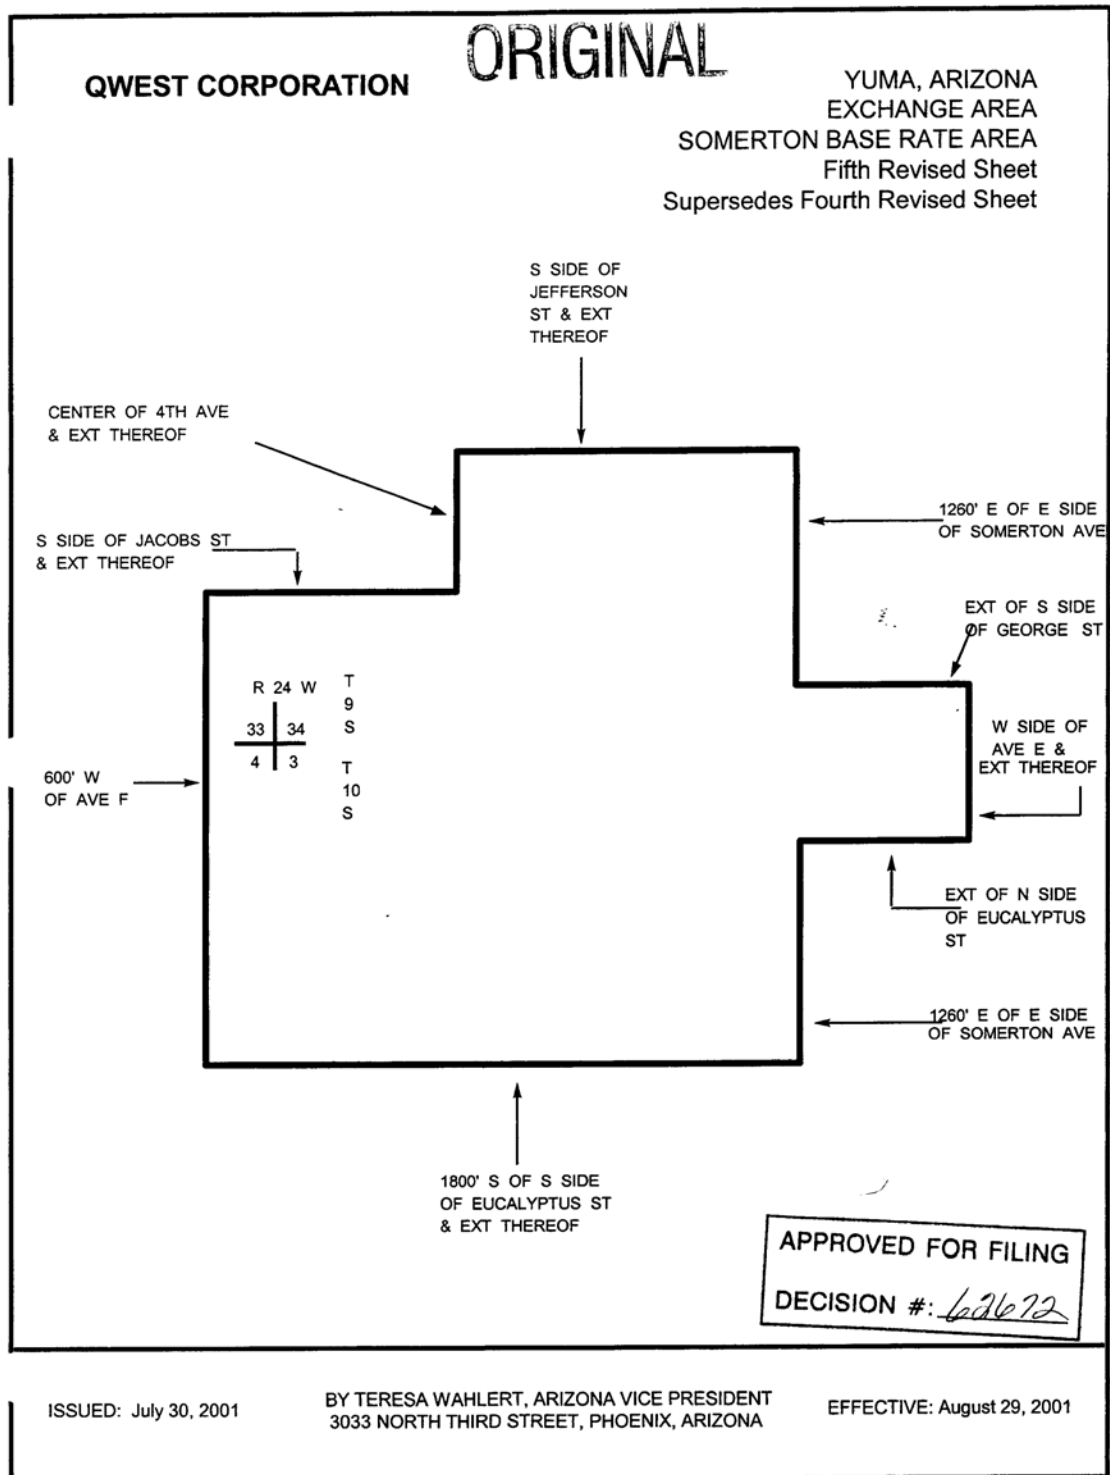 ORIGINAL
QWEST CORPORATION
YUMA, ARIZONA
EXCHANGE AREA
SOMERTON BASE RATE AREA
Fifth Revised Sheet
Supersedes Fourth Revised Sheet
S SIDE OF
JEFFERSON
ST & EXT
THEREOF
CENTER OF 4TH AVE
& EXT THEREOF
1260' E OF E SIDE
OF SOMERTON AVE
S SIDE OF JACOBS ST
& EXT THEREOF
EXT OF S SIDE
OF GEORGE ST
R 24 W
33 34
4 3
T
9
S
T
10
S
W SIDE OF
AVE E &
EXT THEREOF
600' W
OF AVE F
EXT OF N SIDE
OF EUCALYPTUS
ST
1260' E OF E SIDE
OF SOMERTON AVE
1800' S OF S SIDE
OF EUCALYPTUS ST
& EXT THEREOF
APPROVED FOR FILING
DECISION #: 62672
ISSUED: July 30, 2001
BY TERESA WAHLERT, ARIZONA VICE PRESIDENT
3033 NORTH THIRD STREET, PHOENIX, ARIZONA
EFFECTIVE: August 29, 2001